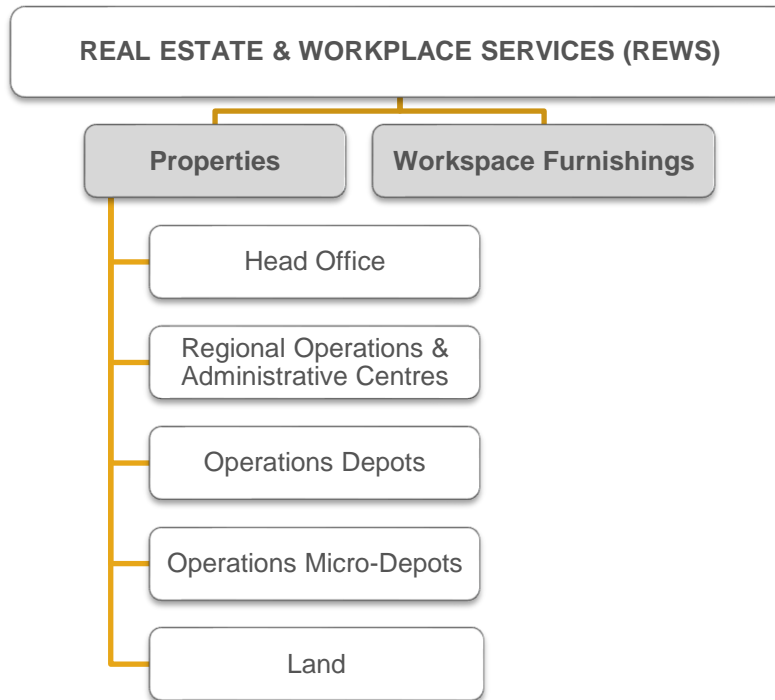 REAL ESTATE & WORKPLACE SERVICES (REWS)
Properties
Workspace Furnishings
Head Office
Regional Operations &
Administrative Centres
Operations Depots
Operations Micro-Depots
Land